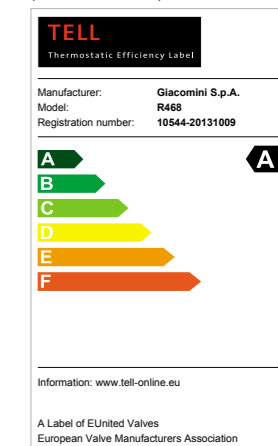 TELL
Thermostatic Efficiency Label
Manufacturer: Giacomini S.p.A.
Model: R468
Registration number: 10544-20131009
A A
B
C
D
E
F
Information: www.tell-online.eu
A Label of EUnited Valves
European Valve Manufacturers Association